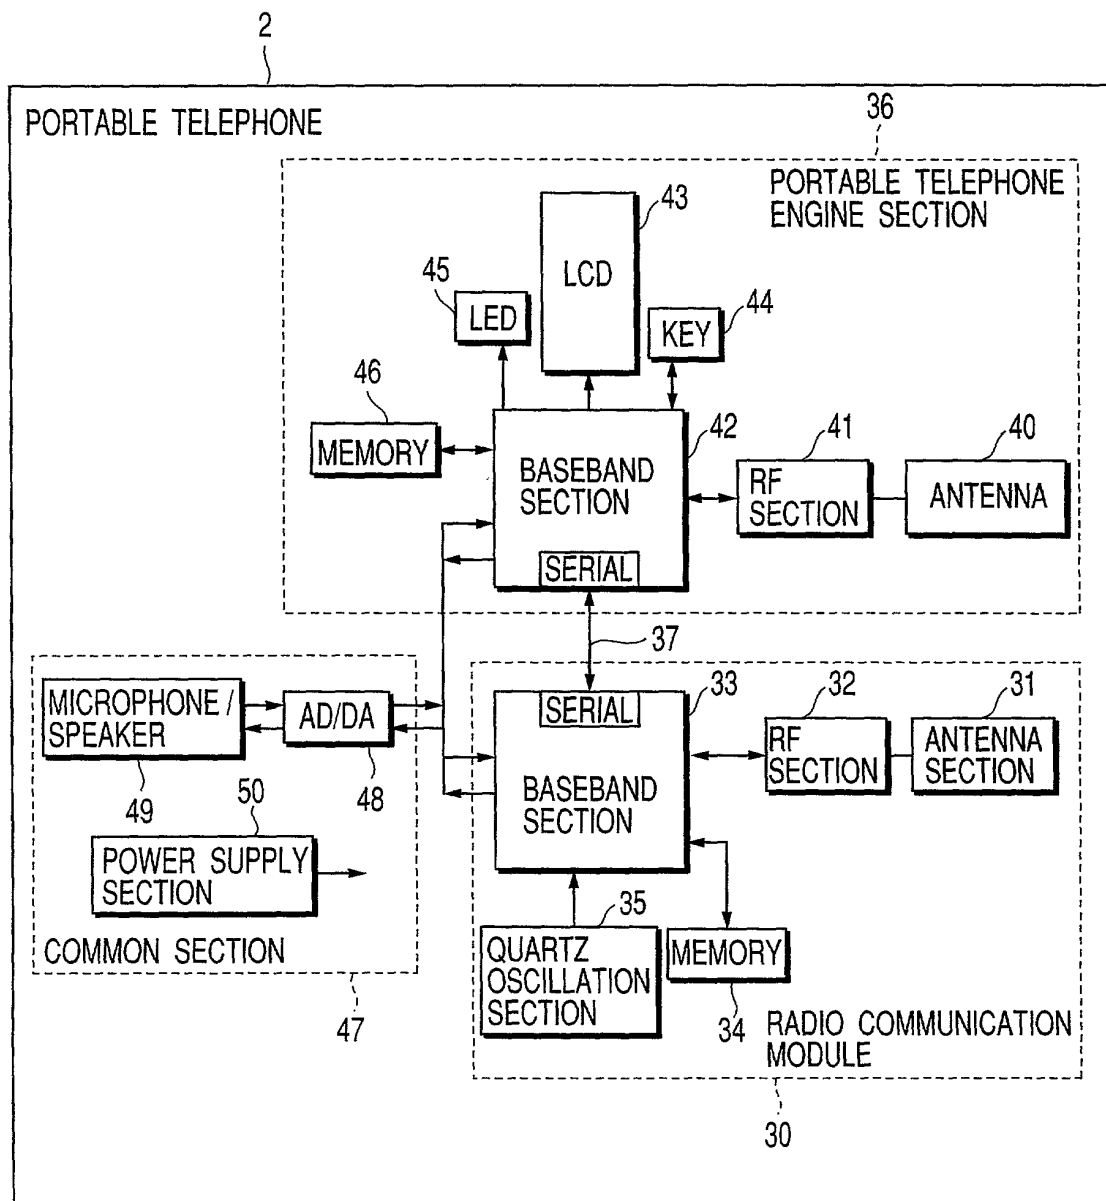 2
PORTABLE TELEPHONE
36
PORTABLE TELEPHONE
ENGINE SECTION
43
LCD
45
LED
44
KEY
46
MEMORY
42
BASEBAND
SECTION
SERIAL
41
RF
SECTION
40
ANTENNA
37
MICROPHONE /
SPEAKER
49
AD/DA
48
50
POWER SUPPLY
SECTION
COMMON SECTION
47
33
SERIAL
BASEBAND
SECTION
32
RF
SECTION
31
ANTENNA
SECTION
35
QUARTZ
OSCILLATION
SECTION
MEMORY
34
RADIO COMMUNICATION
MODULE
30